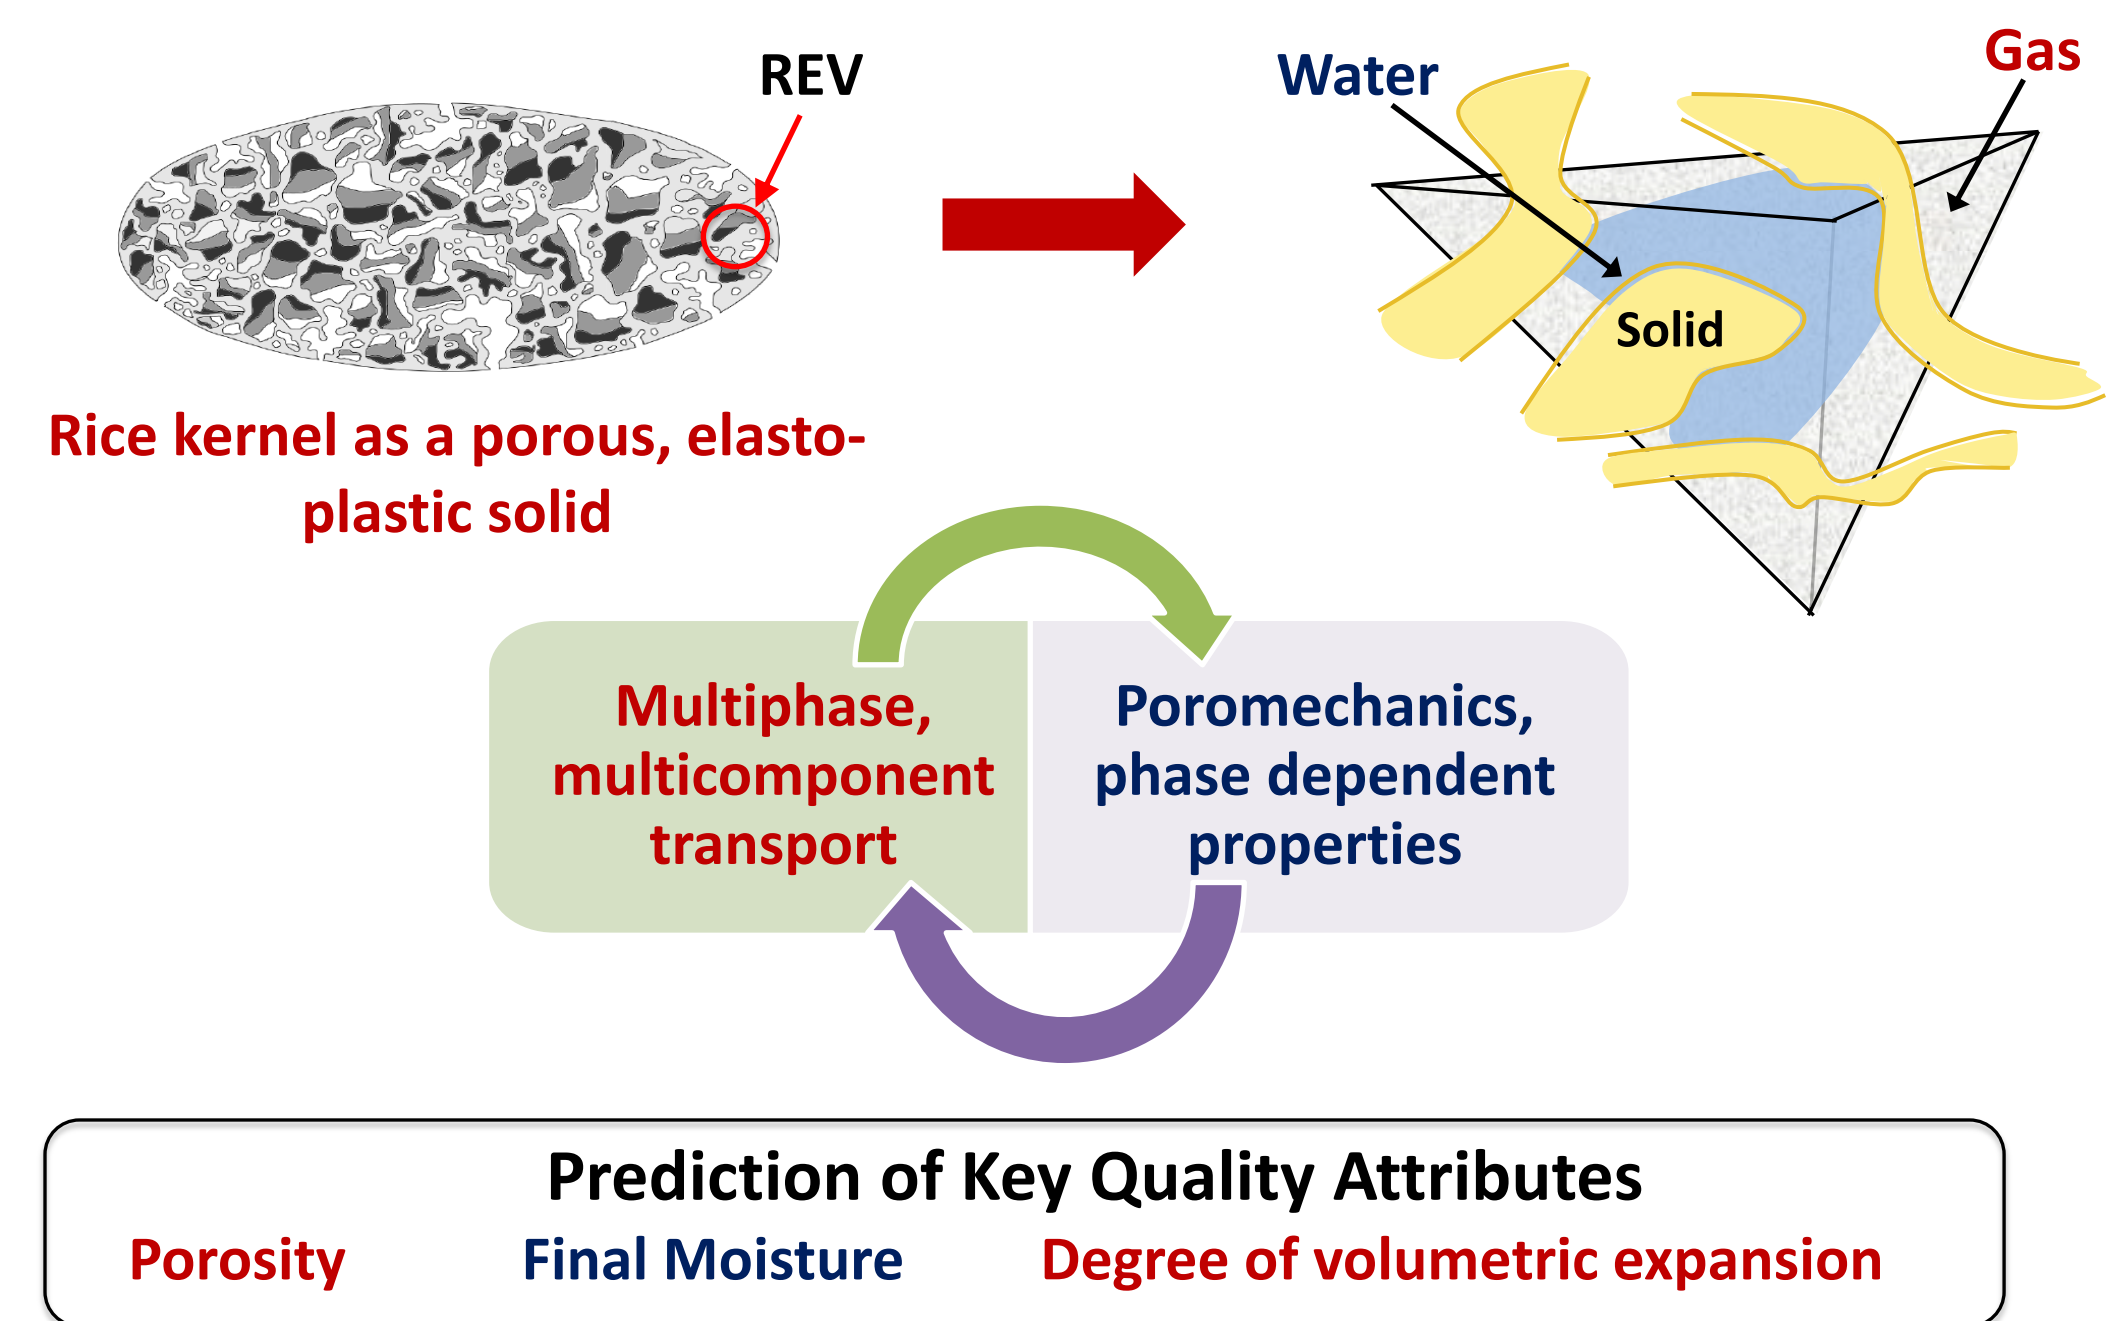 REV
Water
Gas
Solid
Rice kernel as a porous, elasto-
plastic solid
Multiphase,
multicomponent
transport
Poromechanics,
phase dependent
properties
Prediction of Key Quality Attributes
Porosity
Final Moisture
Degree of volumetric expansion